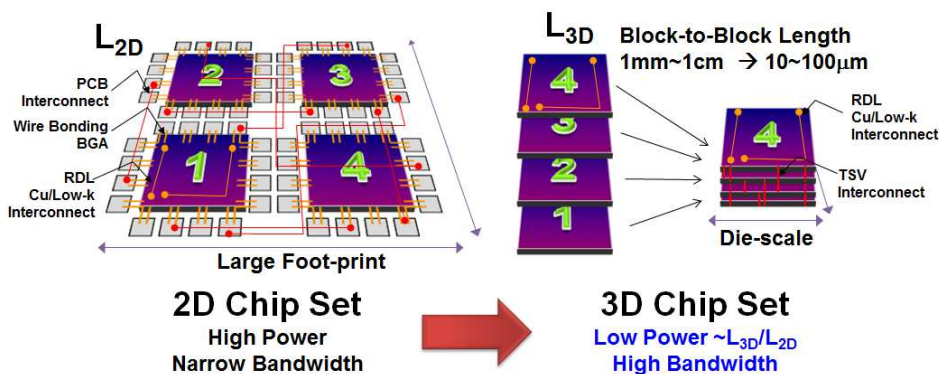 L2D
2
3
1
4
PCB
Interconnect
Wire Bonding
BGA
RDL
Cu/Low-k
Interconnect
Large Foot-print
2D Chip Set
High Power
Narrow Bandwidth
L3D
Block-to-Block Length
1mm~1cm → 10~100μm
4
3
2
1
4
RDL
Cu/Low-k
Interconnect
TSV
Interconnect
Die-scale
3D Chip Set
Low Power ~L3D/L2D
High Bandwidth